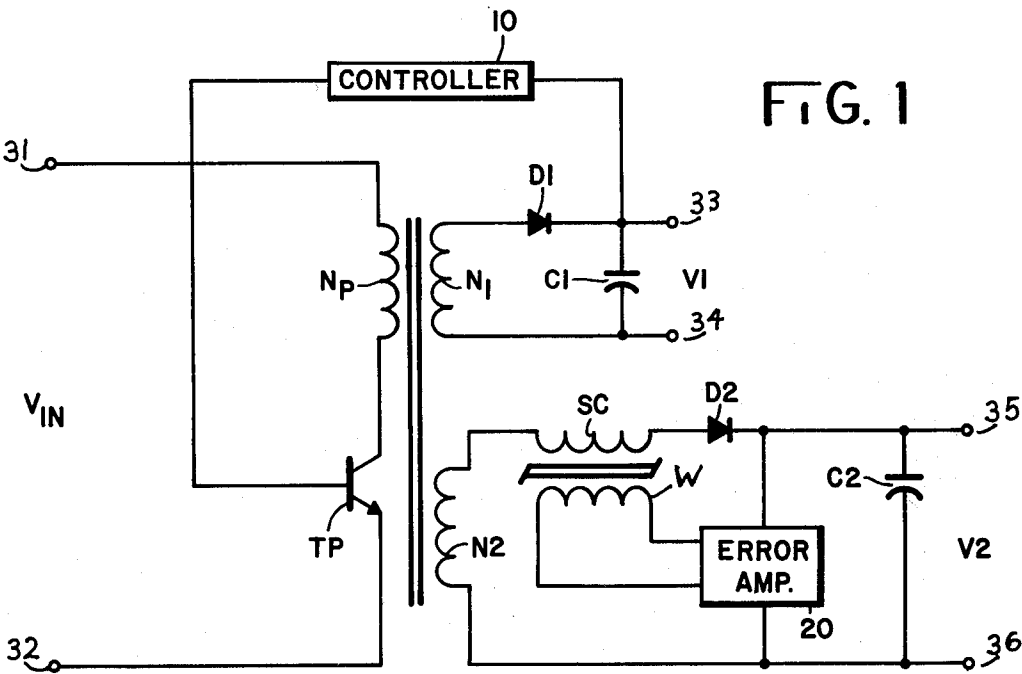 10
CONTROLLER
FIG. 1
31
D1
33
NP
N1
C1
V1
34
VIN
SC
D2
35
W
C2
TP
N2
ERROR
AMP.
V2
20
32
36